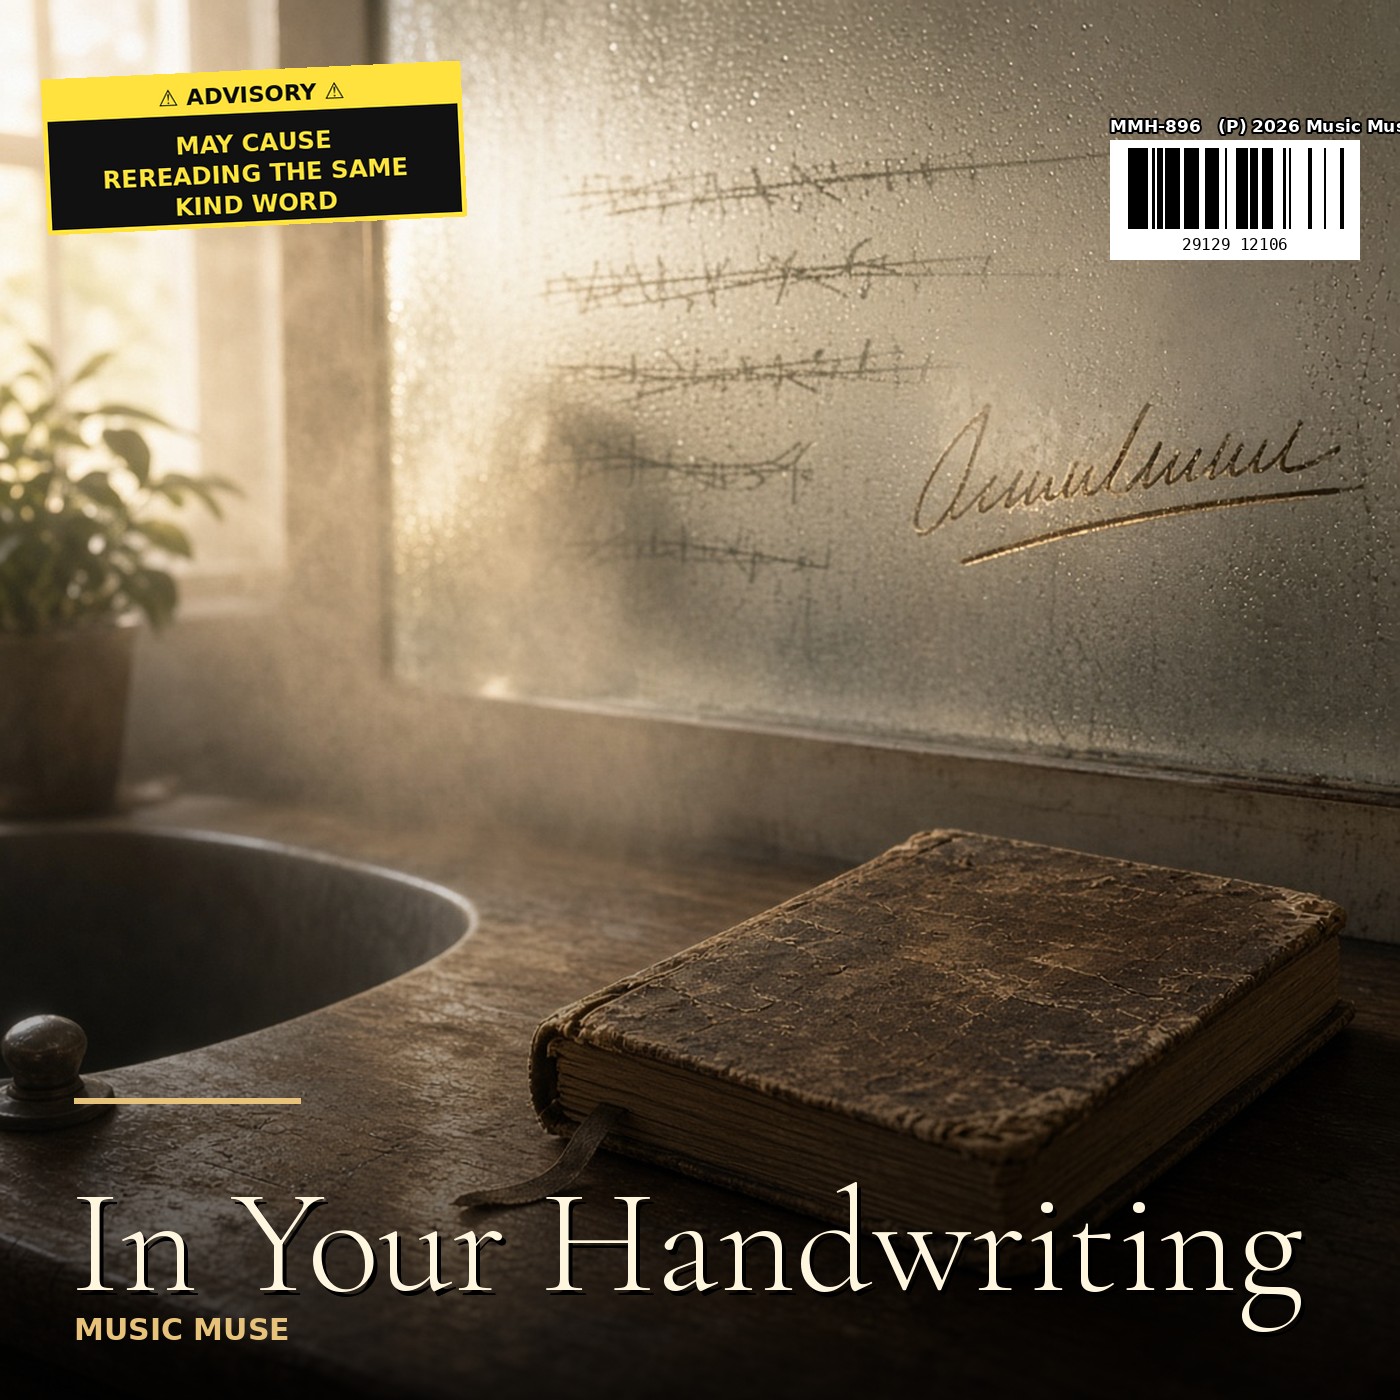 ⚠ ADVISORY ⚠
MAY CAUSE
REREADING THE SAME
KIND WORD
MMH-896 (P) 2026 Music Mus
29129 12106
In Your Handwriting
MUSIC MUSE